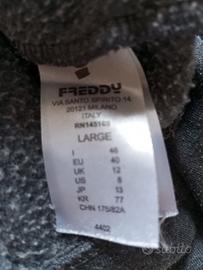 FREDDY
VIA SANTO SPIRITO 14
20121 MILANO
ITALY
RN145169
LARGE
I 46
EU 40
UK 12
US 8
JP 13
KR 77
CHN 175/82A
4402
subito